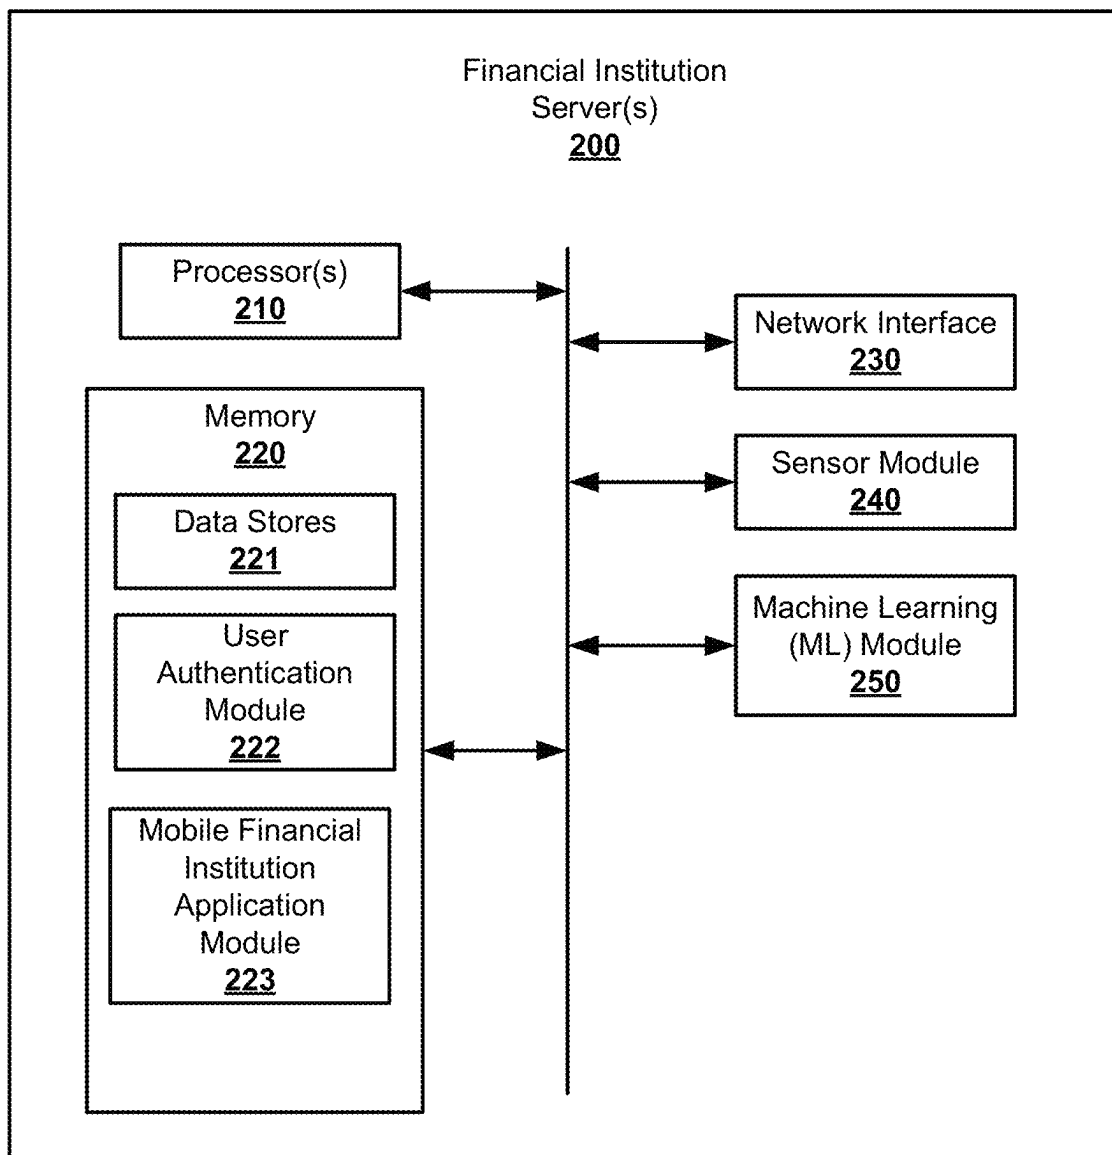 Financial Institution
Server(s)
200
Processor(s)
210
Memory
220
Data Stores
221
User
Authentication
Module
222
Mobile Financial
Institution
Application
Module
223
Network Interface
230
Sensor Module
240
Machine Learning
(ML) Module
250